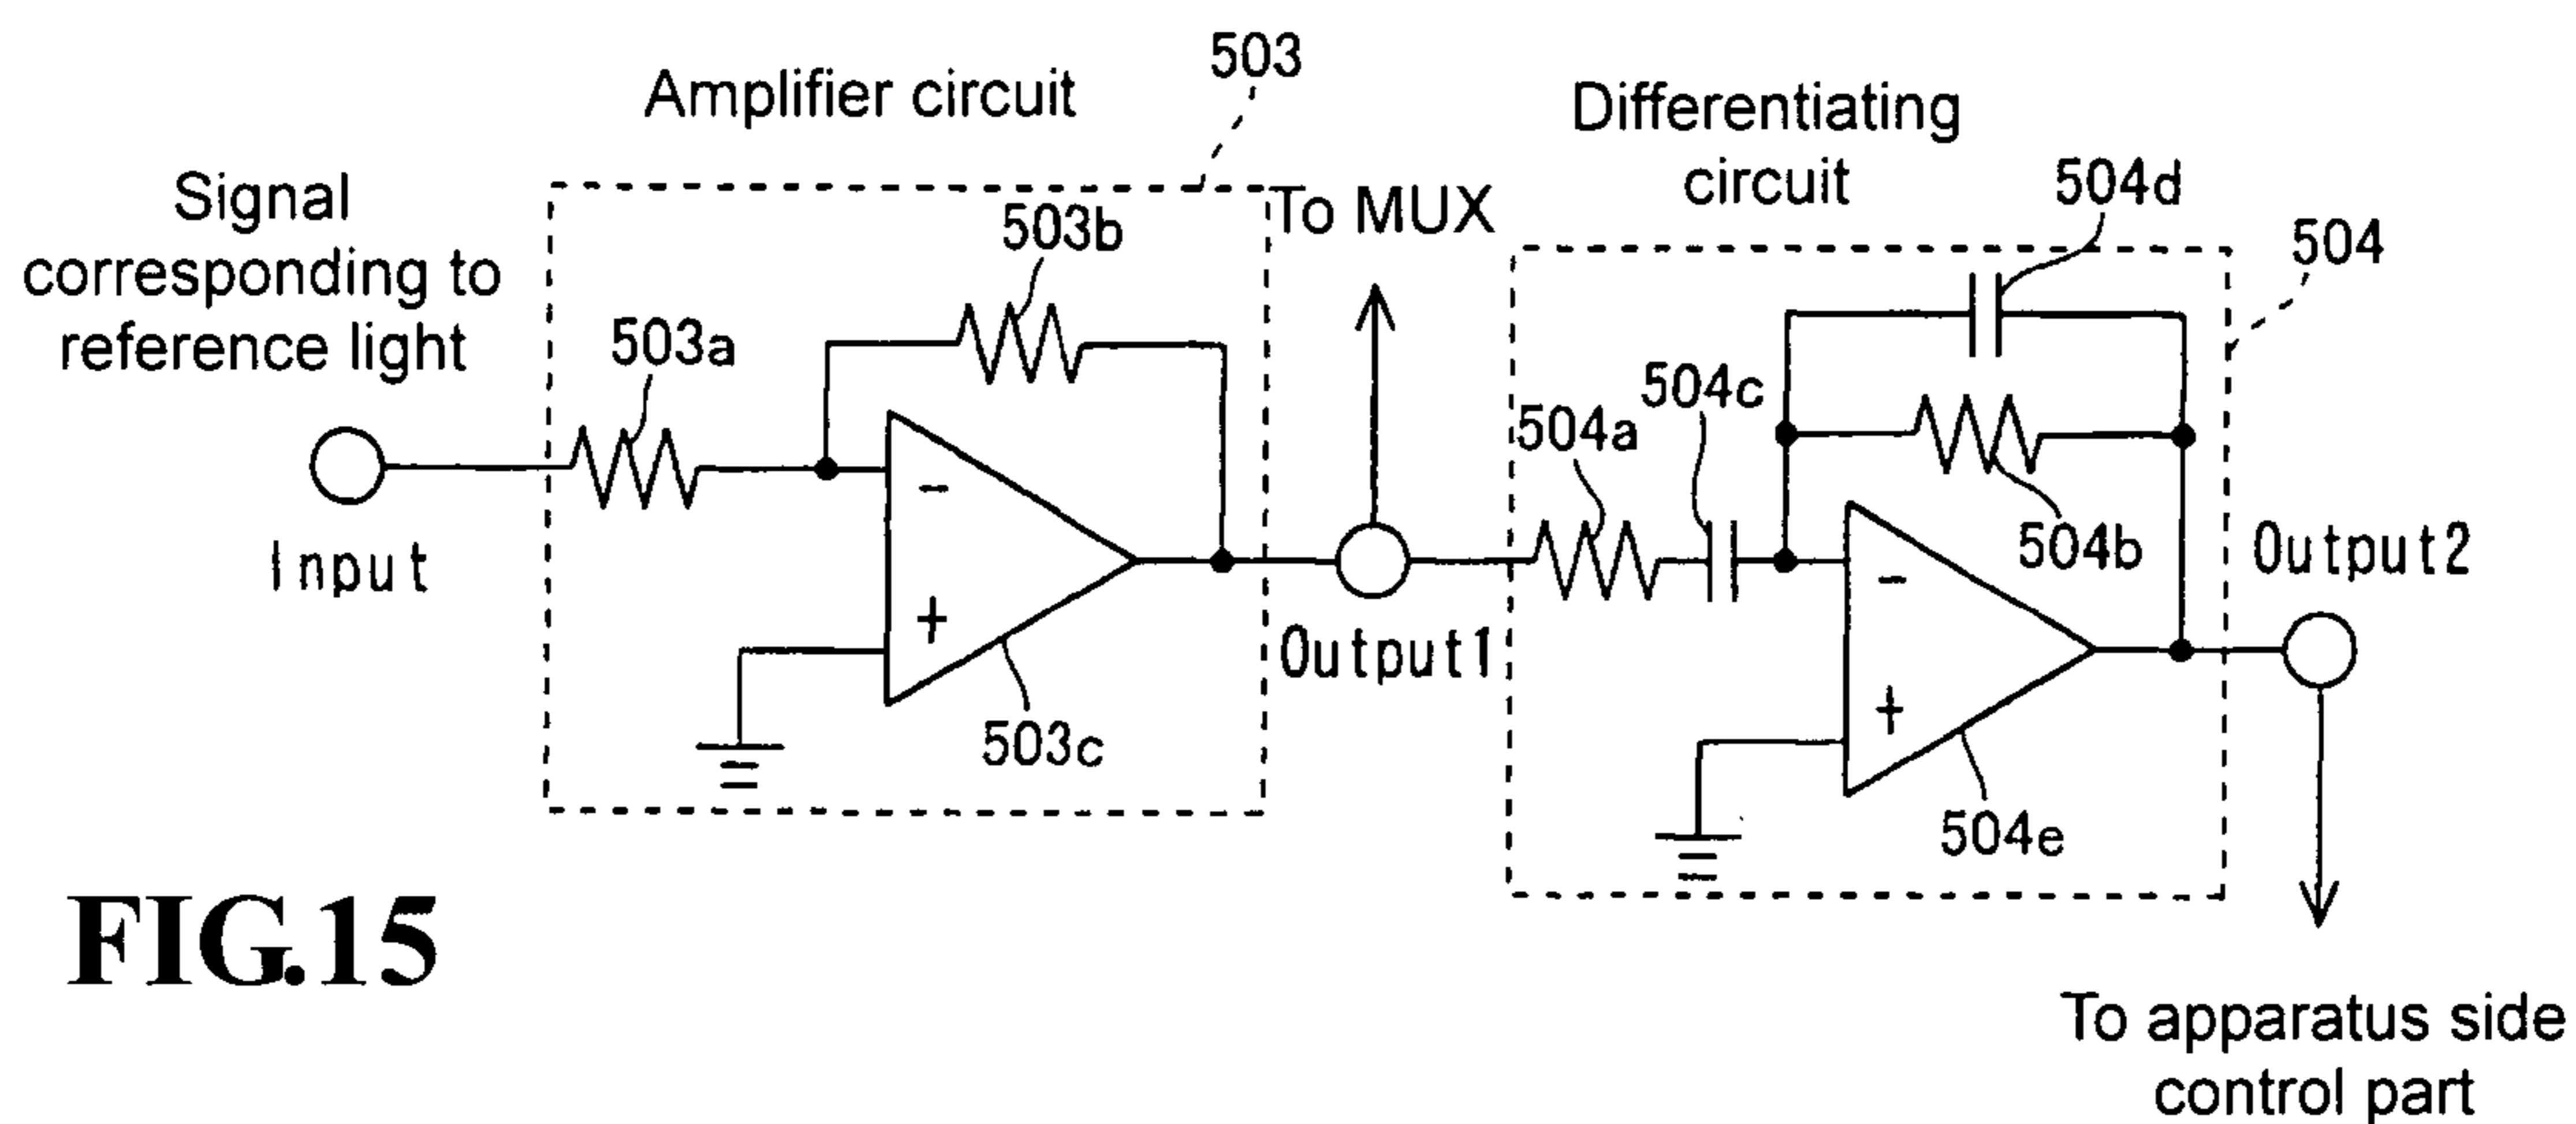 503
Amplifier circuit
Differentiating
circuit
504d
504
Signal
corresponding to
reference light
To MUX
503b
503a
504c
504a
-
+
Input
503c
Output1
504b
-
+
Output2
504e
FIG.15
To apparatus side
control part